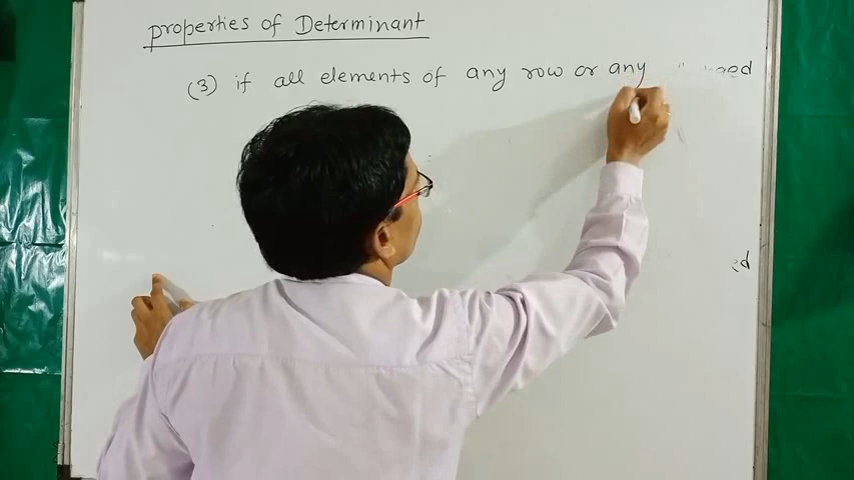 properties of Determinant
(3) if all elements of any row or any